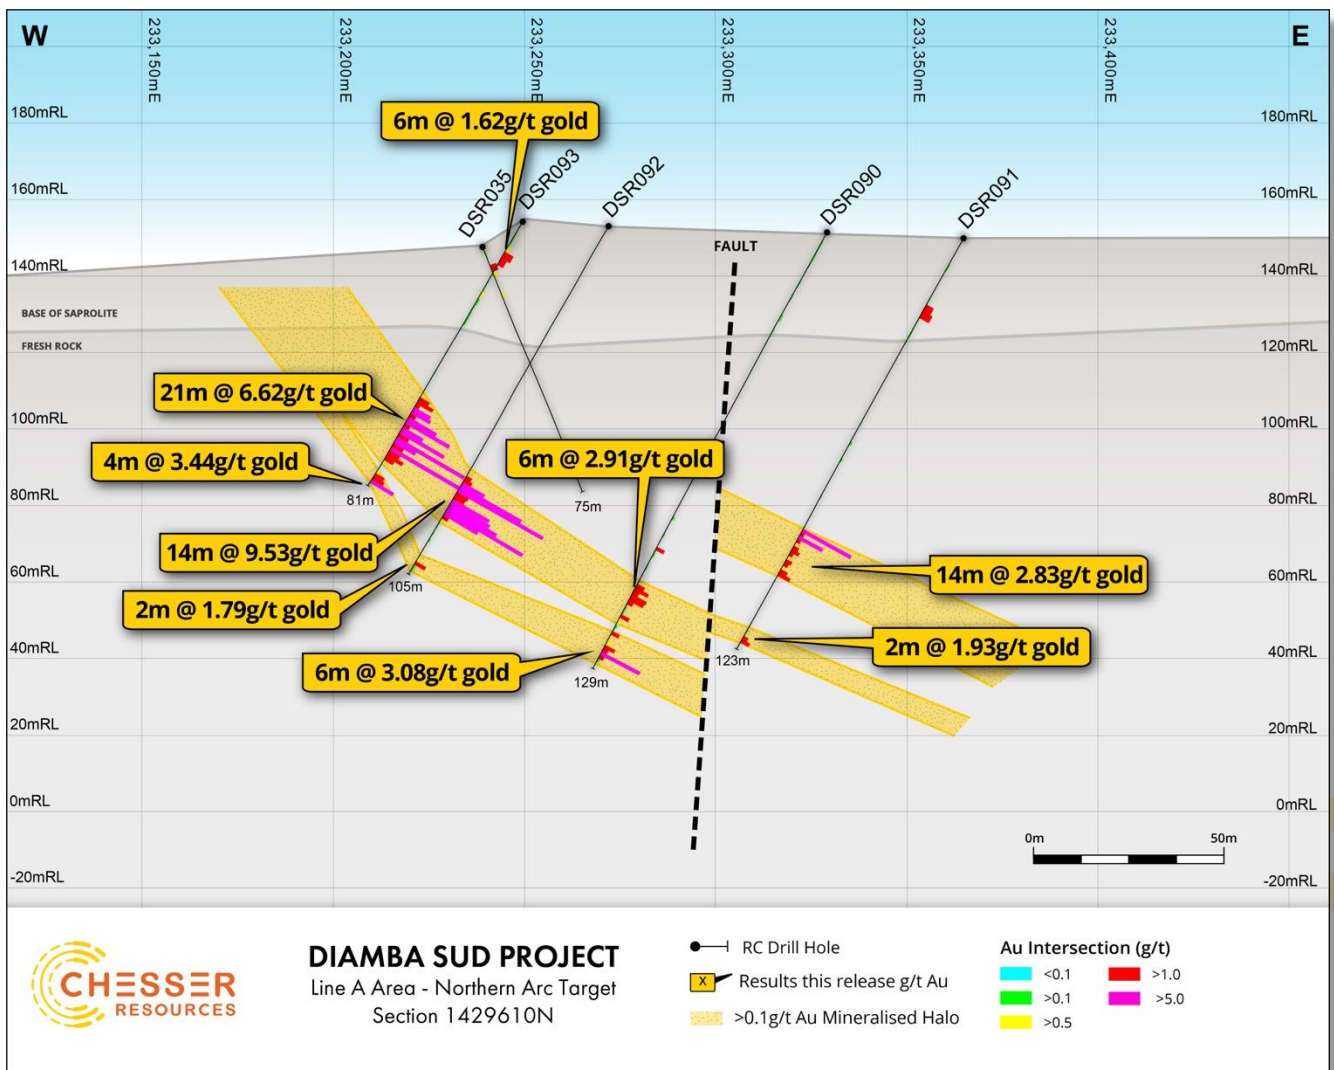 W
E
233,150mE
233,200mE
233,250mE
233,300mE
233,350mE
233,400mE
180mRL
180mRL
6m @ 1.62g/t gold
160mRL
160mRL
DSR035
DSR093
DSR092
DSR090
DSR091
FAULT
140mRL
140mRL
BASE OF SAPROLITE
FRESH ROCK
120mRL
120mRL
21m @ 6.62g/t gold
100mRL
100mRL
4m @ 3.44g/t gold
6m @ 2.91g/t gold
81m
75m
80mRL
80mRL
14m @ 9.53g/t gold
14m @ 2.83g/t gold
60mRL
60mRL
105m
2m @ 1.79g/t gold
2m @ 1.93g/t gold
40mRL
40mRL
123m
6m @ 3.08g/t gold
129m
20mRL
20mRL
0mRL
0mRL
0m
50m
-20mRL
-20mRL
CHESSER
RESOURCES
DIAMBA SUD PROJECT
Line A Area - Northern Arc Target
Section 1429610N
RC Drill Hole
X
Results this release g/t Au
>0.1g/t Au Mineralised Halo
Au Intersection (g/t)
<0.1
>1.0
>0.1
>5.0
>0.5